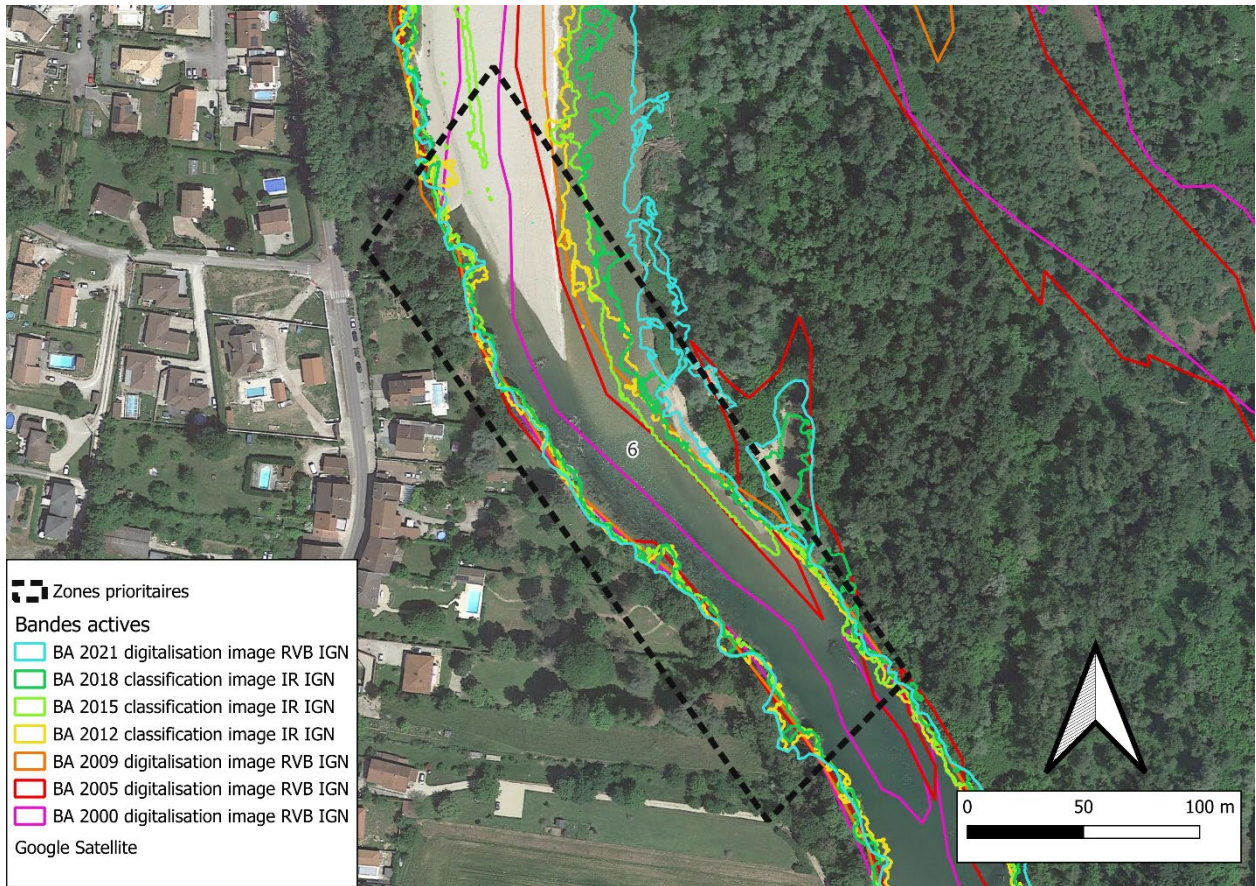 6
Zones prioritaires
Bandes actives
BA 2021 digitalisation image RVB IGN
BA 2018 classification image IR IGN
BA 2015 classification image IR IGN
BA 2012 classification image IR IGN
BA 2009 digitalisation image RVB IGN
BA 2005 digitalisation image RVB IGN
BA 2000 digitalisation image RVB IGN
Google Satellite
0 50 100 m